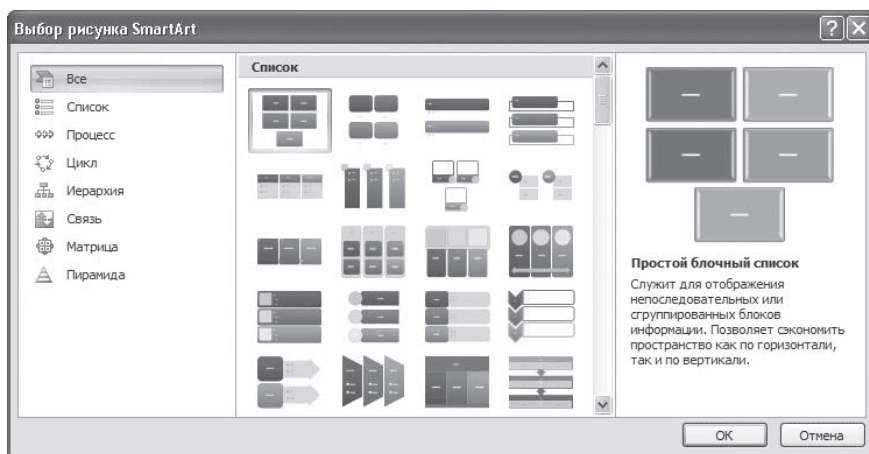 Выбор рисунка SmartArt
Все
Список
Процесс
Цикл
Иерархия
Связь
Матрица
Пирамида
Список
Простой блочный список
Служит для отображения
непоследовательных или
сгруппированных блоков
информации. Позволяет сэкономить
пространство как по горизонтали,
так и по вертикали.
ОК
Отмена